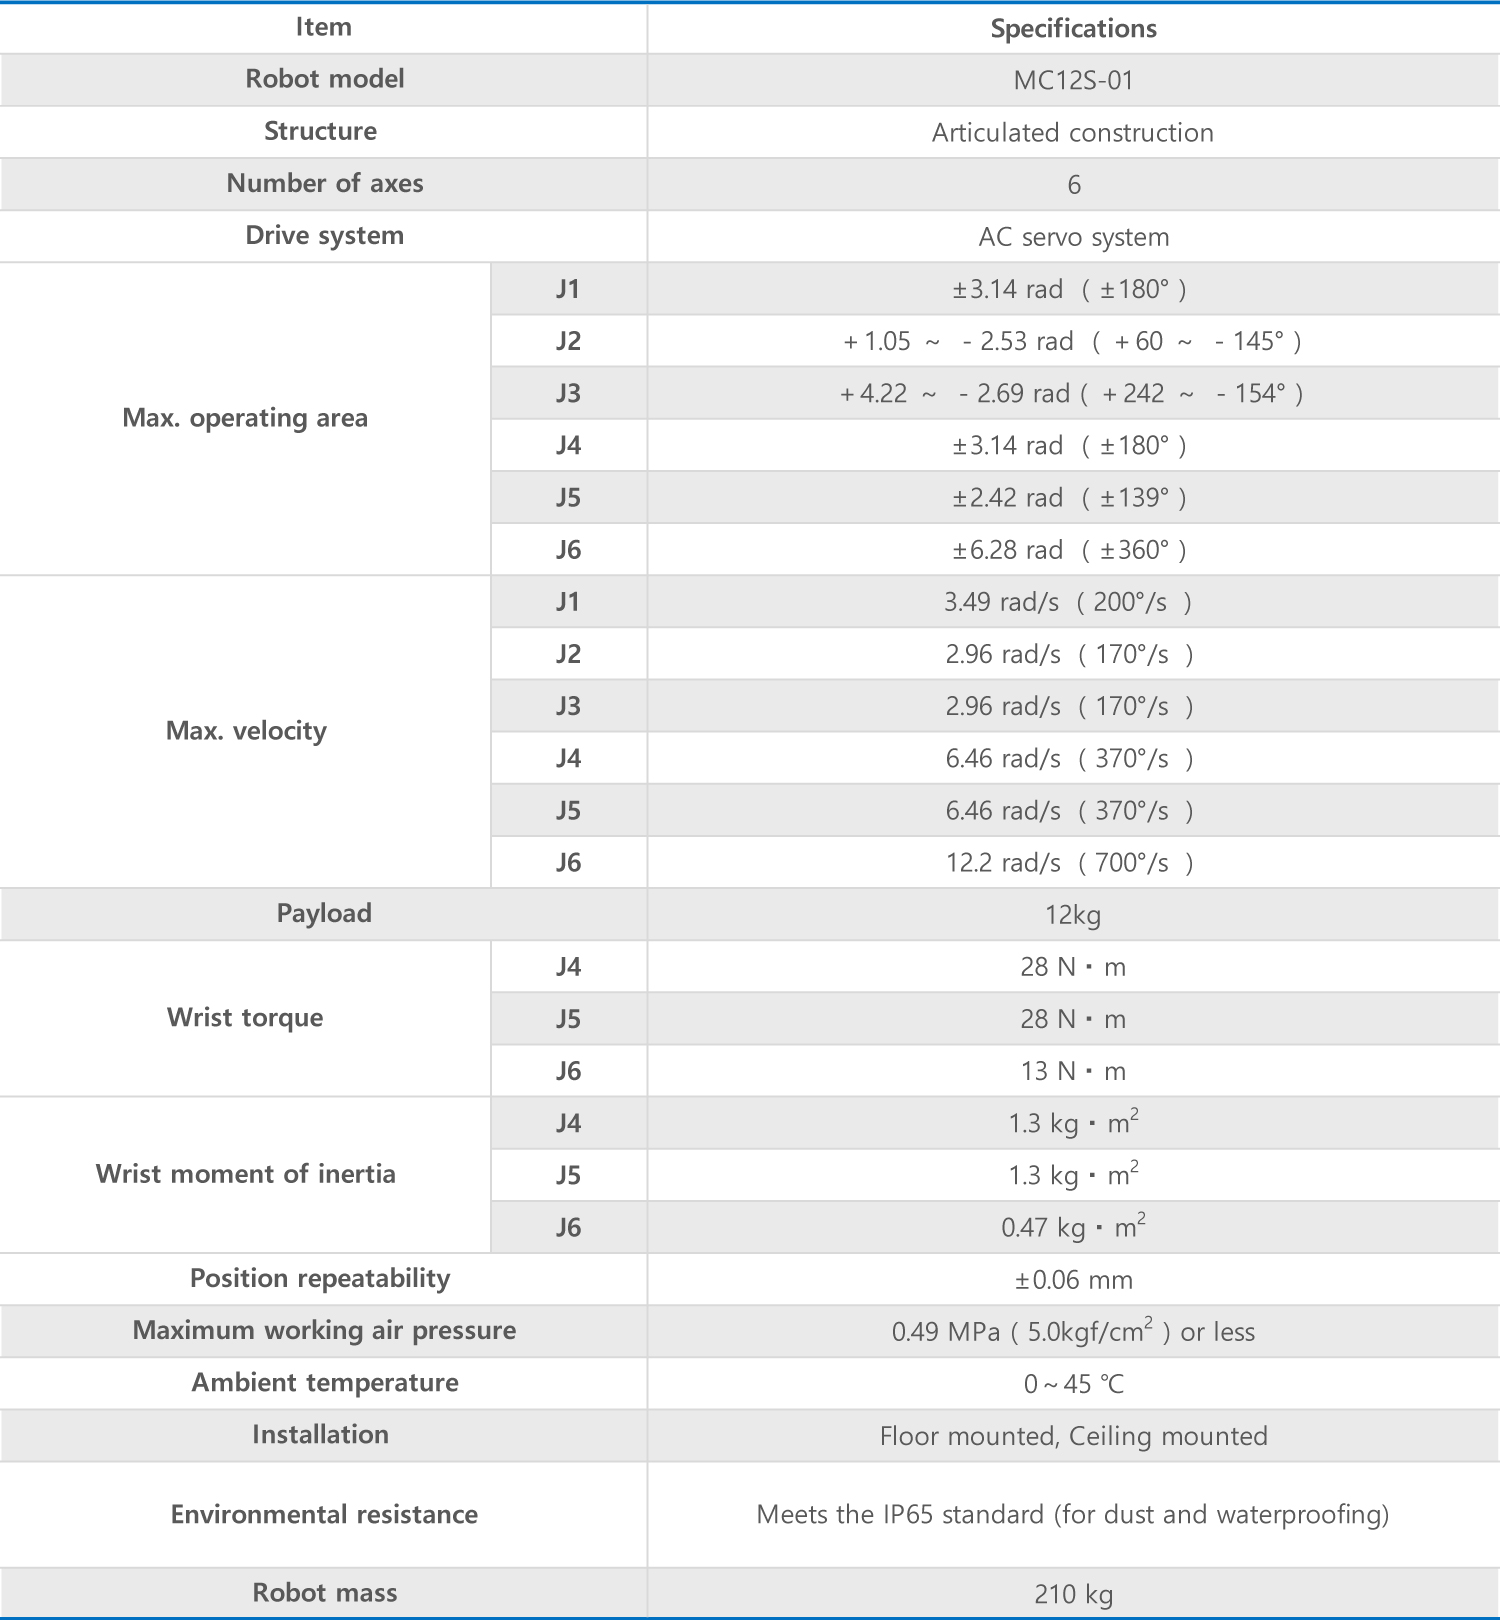 Item Specifications
Robot model MC12S-01
Structure Articulated construction
Number of axes 6
Drive system AC servo system
Max. operating area
J1 ±3.14 rad ( ±180° )
J2 +1.05 ~ - 2.53 rad ( +60 ~ - 145° )
J3 +4.22 ~ - 2.69 rad ( +242 ~ - 154° )
J4 ±3.14 rad ( ±180° )
J5 ±2.42 rad ( ±139° )
J6 ±6.28 rad ( ±360° )
Max. velocity
J1 3.49 rad/s ( 200°/s )
J2 2.96 rad/s ( 170°/s )
J3 2.96 rad/s ( 170°/s )
J4 6.46 rad/s ( 370°/s )
J5 6.46 rad/s ( 370°/s )
J6 12.2 rad/s ( 700°/s )
Payload 12kg
Wrist torque
J4 28 N・m
J5 28 N・m
J6 13 N・m
Wrist moment of inertia
J4 1.3 kg・m²
J5 1.3 kg・m²
J6 0.47 kg・m²
Position repeatability ±0.06 mm
Maximum working air pressure 0.49 MPa ( 5.0kgf/cm² ) or less
Ambient temperature 0~45 ℃
Installation Floor mounted, Ceiling mounted
Environmental resistance Meets the IP65 standard (for dust and waterproofing)
Robot mass 210 kg